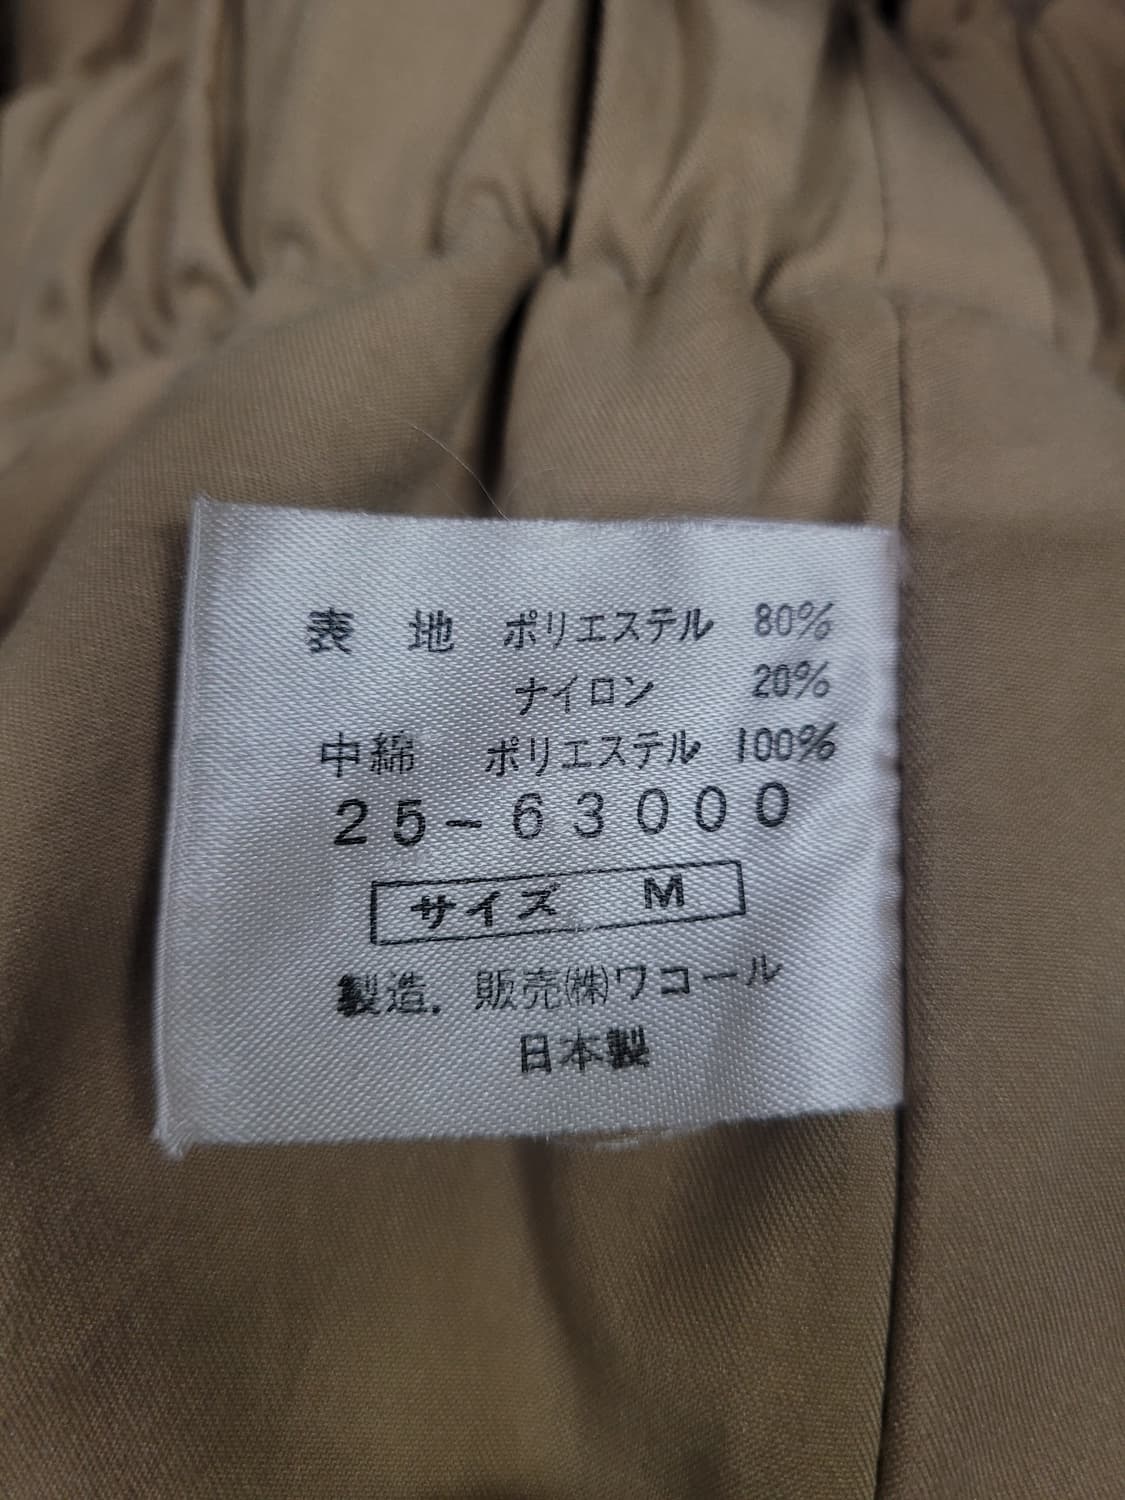 表 地 ポリエステル 80%
ナイロン 20%
中綿 ポリエステル 100%
25-63000
サイズ M
製造. 販売㈱ワコール
日本製